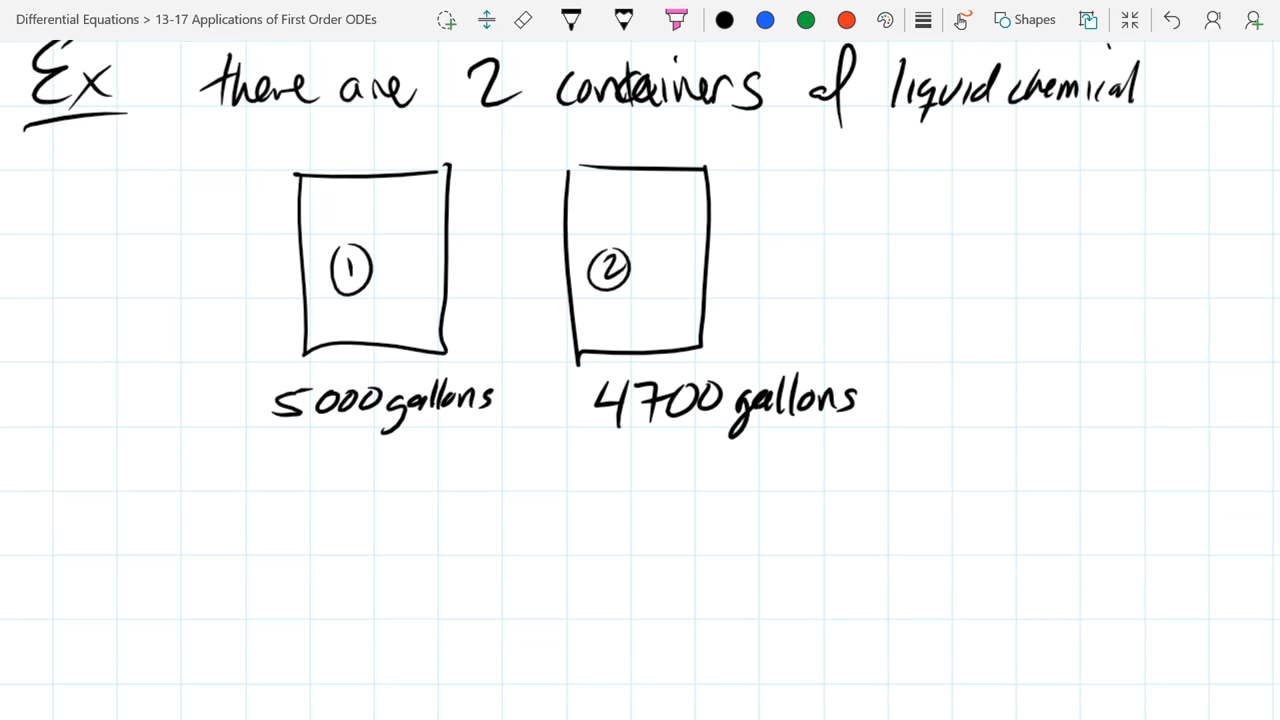 Differential Equations > 13-17 Applications of First Order ODEs
Shapes
Ex there are 2 containers of liquid chemical
1 2
5000 gallons 4700 gallons